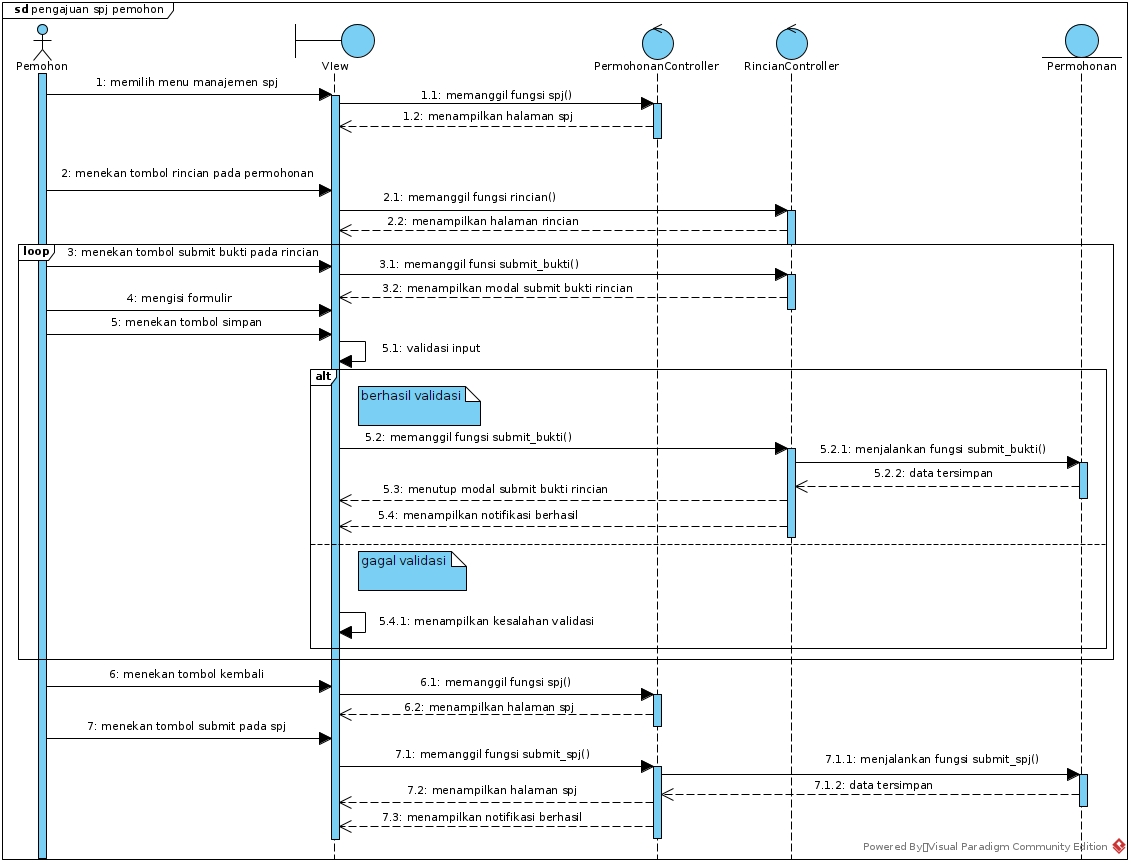 sd pengajuan spj pemohon
Pemohon
VIew
PermohonanController
RincianController
Permohonan
1: memilih menu manajemen spj
1.1: memanggil fungsi spj()
1.2: menampilkan halaman spj
2: menekan tombol rincian pada permohonan
2.1: memanggil fungsi rincian()
2.2: menampilkan halaman rincian
loop
3: menekan tombol submit bukti pada rincian
3.1: memanggil funsi submit_bukti()
3.2: menampilkan modal submit bukti rincian
4: mengisi formulir
5: menekan tombol simpan
5.1: validasi input
alt
berhasil validasi
5.2: memanggil fungsi submit_bukti()
5.2.1: menjalankan fungsi submit_bukti()
5.2.2: data tersimpan
5.3: menutup modal submit bukti rincian
5.4: menampilkan notifikasi berhasil
gagal validasi
5.4.1: menampilkan kesalahan validasi
6: menekan tombol kembali
6.1: memanggil fungsi spj()
6.2: menampilkan halaman spj
7: menekan tombol submit pada spj
7.1: memanggil fungsi submit_spj()
7.1.1: menjalankan fungsi submit_spj()
7.1.2: data tersimpan
7.2: menampilkan halaman spj
7.3: menampilkan notifikasi berhasil
Powered By▯Visual Paradigm Community Edition